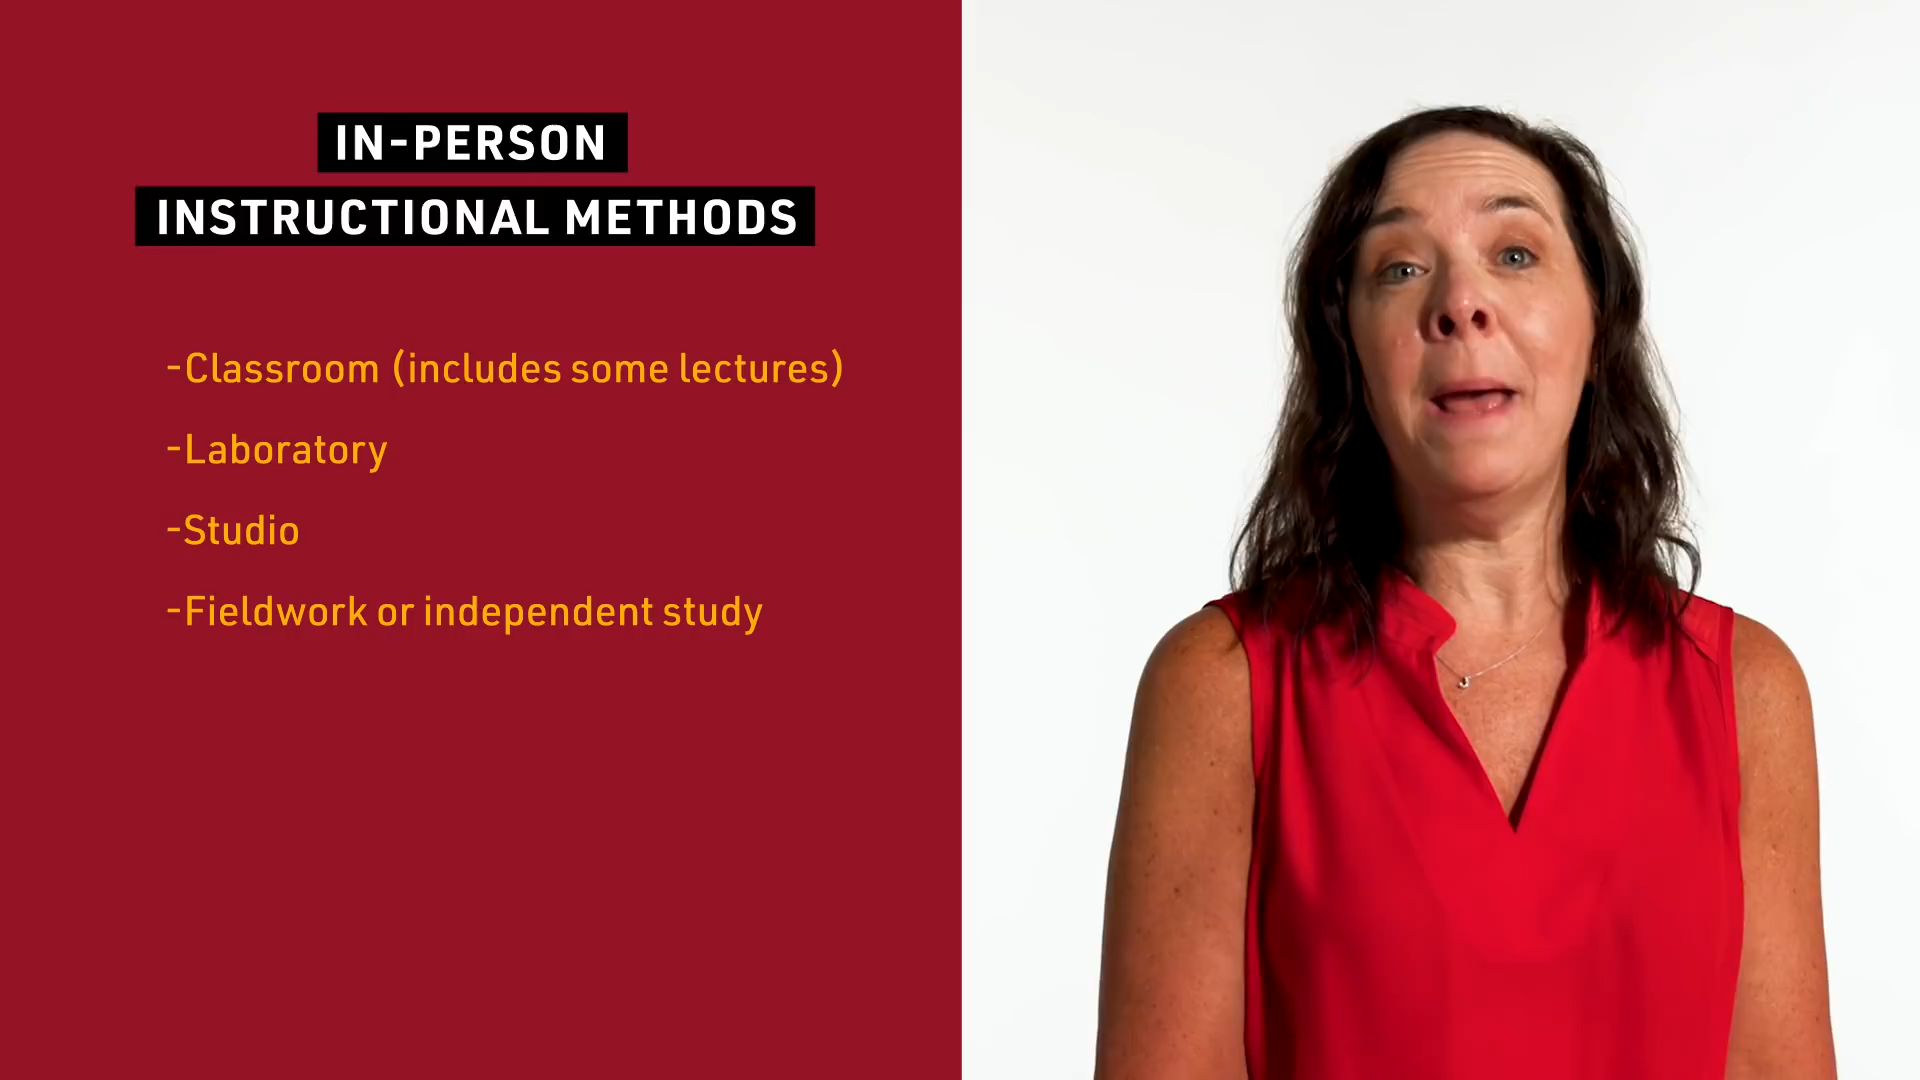 IN-PERSON
INSTRUCTIONAL METHODS
-Classroom (includes some lectures)
-Laboratory
-Studio
-Fieldwork or independent study